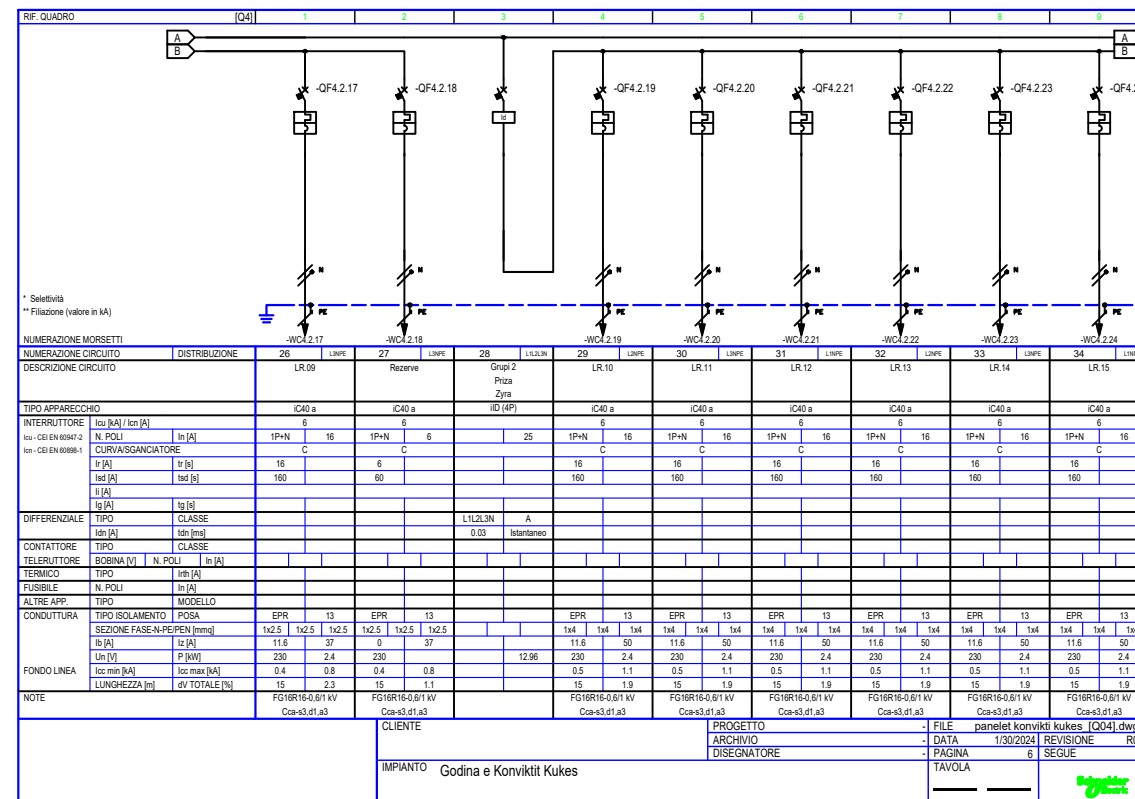 RIF. QUADRO [Q4] 1 2 3 4 5 6 7 8 9
A A
B B
-QF4.2.17 -QF4.2.18 -QF4.2.19 -QF4.2.20 -QF4.2.21 -QF4.2.22 -QF4.2.23
Id
N N N N N N N N
* Selettività
** Filiazione (valore in kA)
PE PE PE PE PE PE PE PE
NUMERAZIONE MORSETTI -WC4.2.17 -WC4.2.18 -WC4.2.19 -WC4.2.20 -WC4.2.21 -WC4.2.22 -WC4.2.23 -WC4.2.24
NUMERAZIONE CIRCUITO DISTRIBUZIONE 26 L3NPE 27 L3NPE 28 L1L2L3N 29 L2NPE 30 L3NPE 31 L1NPE 32 L2NPE 33 L3NPE 34
DESCRIZIONE CIRCUITO LR.09 Rezerve Grupi 2 LR.10 LR.11 LR.12 LR.13 LR.14 LR.15
Priza
Zyra
TIPO APPARECCHIO iC40 a iC40 a iID (4P) iC40 a iC40 a iC40 a iC40 a iC40 a iC40 a
INTERRUTTORE Icu [kA] / Icn [A] 6 6 6 6 6 6 6 6
Icu - CEI EN 60947-2 N. POLI In [A] 1P+N 16 1P+N 6 25 1P+N 16 1P+N 16 1P+N 16 1P+N 16 1P+N 16 1P+N 16
Icn - CEI EN 60898-1 CURVA/SGANCIATORE C C C C C C C C
Ir [A] tr [s] 16 6 16 16 16 16 16 16
Isd [A] tsd [s] 160 60 160 160 160 160 160 160
Ii [A]
Ig [A] tg [s]
DIFFERENZIALE TIPO CLASSE L1L2L3N A
Idn [A] tdn [ms] 0.03 Istantaneo
CONTATTORE TIPO CLASSE
TELERUTTORE BOBINA [V] N. POLI In [A]
TERMICO TIPO Irth [A]
FUSIBILE N. POLI In [A]
ALTRE APP. TIPO MODELLO
CONDUTTURA TIPO ISOLAMENTO POSA EPR 13 EPR 13 EPR 13 EPR 13 EPR 13 EPR 13 EPR 13 EPR 13
SEZIONE FASE-N-PE/PEN [mmq] 1x2.5 1x2.5 1x2.5 1x2.5 1x2.5 1x2.5 1x4 1x4 1x4 1x4 1x4 1x4 1x4 1x4 1x4 1x4 1x4 1x4 1x4 1x4 1x4 1x4 1x4
Ib [A] Iz [A] 11.6 37 0 37 11.6 50 11.6 50 11.6 50 11.6 50 11.6 50 11.6 50
Un [V] P [kW] 230 2.4 230 12.96 230 2.4 230 2.4 230 2.4 230 2.4 230 2.4 230 2.4
FONDO LINEA Icc min [kA] Icc max [kA] 0.4 0.8 0.4 0.8 0.5 1.1 0.5 1.1 0.5 1.1 0.5 1.1 0.5 1.1 0.5 1.1
LUNGHEZZA [m] dV TOTALE [%] 15 2.3 15 1.1 15 1.9 15 1.9 15 1.9 15 1.9 15 1.9 15 1.9
NOTE FG16R16-0,6/1 kV FG16R16-0,6/1 kV FG16R16-0,6/1 kV FG16R16-0,6/1 kV FG16R16-0,6/1 kV FG16R16-0,6/1 kV FG16R16-0,6/1 kV FG16R16-0,6/1 kV
Cca-s3,d1,a3 Cca-s3,d1,a3 Cca-s3,d1,a3 Cca-s3,d1,a3 Cca-s3,d1,a3 Cca-s3,d1,a3 Cca-s3,d1,a3 Cca-s3,d1,a3
CLIENTE PROGETTO - FILE panelet konvikti kukes_[Q04].dwg
ARCHIVIO - DATA 1/30/2024 REVISIONE
DISEGNATORE - PAGINA 6 SEGUE
IMPIANTO Godina e Konviktit Kukes TAVOLA
Schneider
Electric